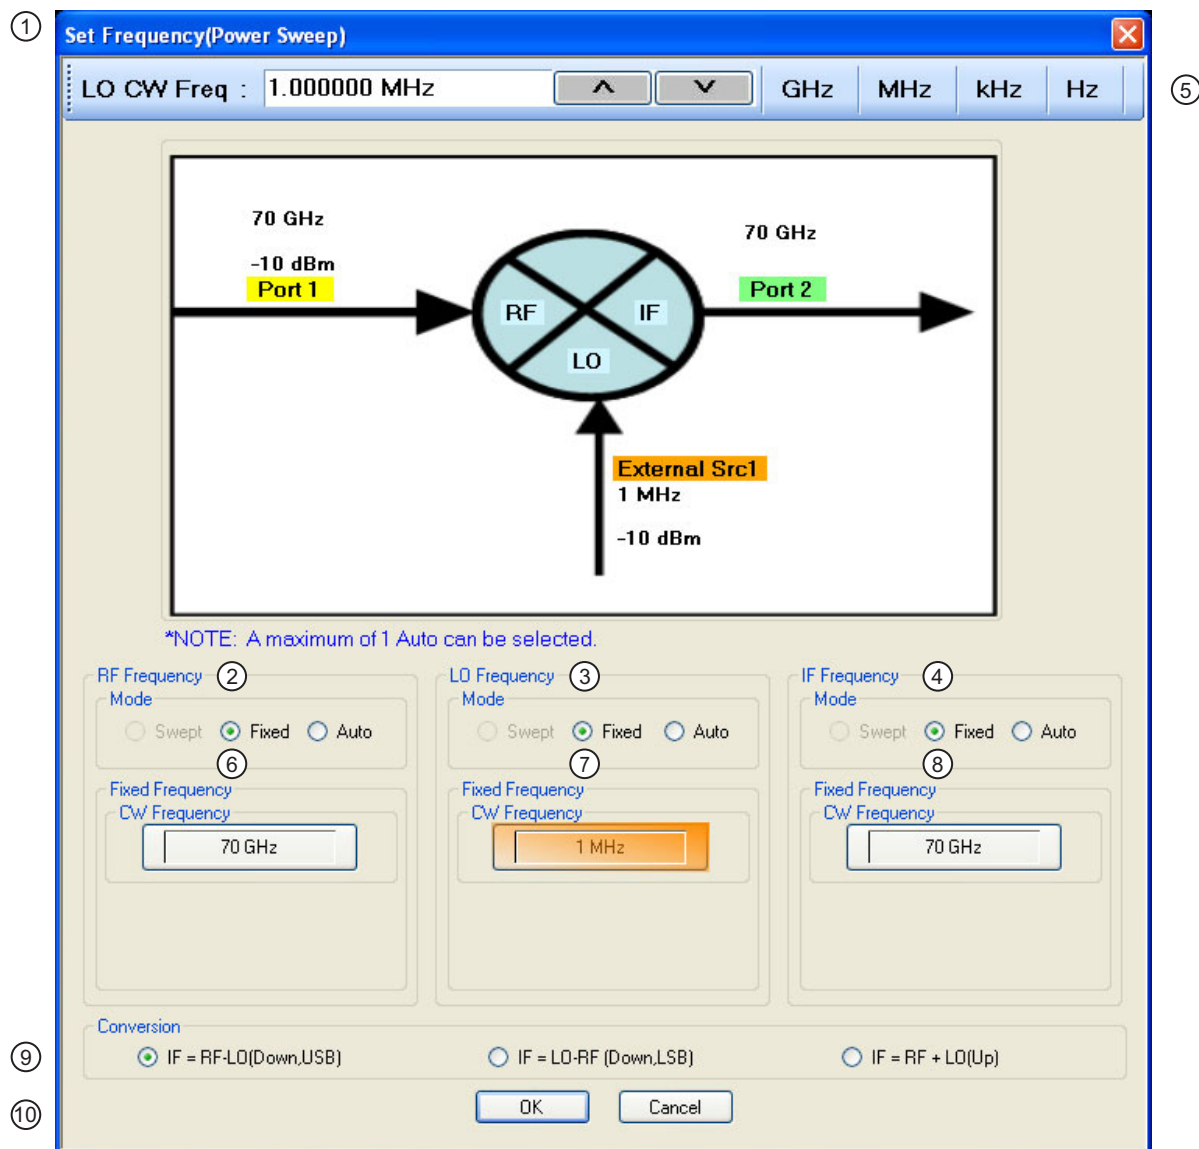 ① Set Frequency(Power Sweep)
LO CW Freq : 1.000000 MHz GHz MHz kHz Hz ⑤
70 GHz
-10 dBm
Port 1
70 GHz
Port 2
RF IF
LO
External Src1
1 MHz
-10 dBm
*NOTE: A maximum of 1 Auto can be selected.
RF Frequency ②
Mode
Swept Fixed Auto
⑥
Fixed Frequency
CW Frequency
70 GHz
LO Frequency ③
Mode
Swept Fixed Auto
⑦
Fixed Frequency
CW Frequency
1 MHz
IF Frequency ④
Mode
Swept Fixed Auto
⑧
Fixed Frequency
CW Frequency
70 GHz
Conversion
⑨ IF = RF-LO(Down,USB) IF = LO-RF (Down,LSB) IF = RF + LO(Up)
⑩ OK Cancel